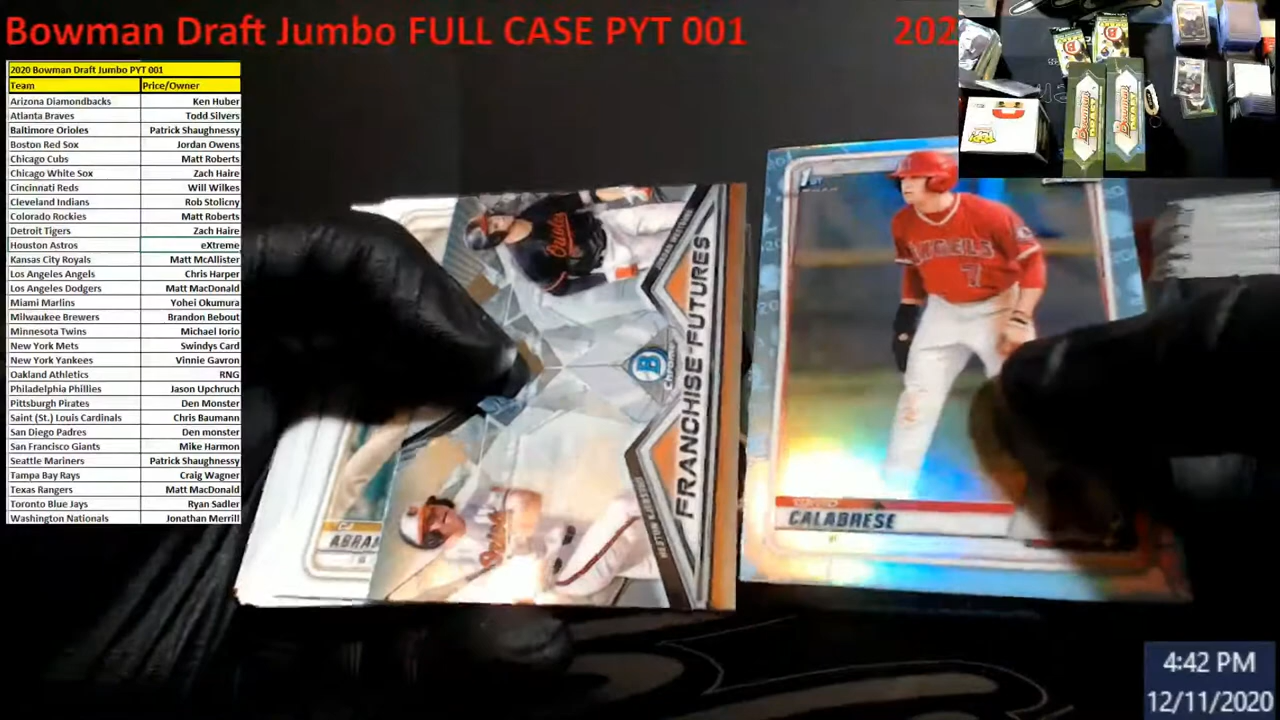 Bowman Draft Jumbo FULL CASE PYT 001 202
2020 Bowman Draft Jumbo PYT 001
Team Price/Owner
Arizona Diamondbacks Ken Huber
Atlanta Braves Todd Silvers
Baltimore Orioles Patrick Shaughnessy
Boston Red Sox Jordan Owens
Chicago Cubs Matt Roberts
Chicago White Sox Zach Haire
Cincinnati Reds Will Wilkes
Cleveland Indians Rob Stolicny
Colorado Rockies Matt Roberts
Detroit Tigers Zach Haire
Houston Astros eXtreme
Kansas City Royals Matt McAllister
Los Angeles Angels Chris Harper
Los Angeles Dodgers Matt MacDonald
Miami Marlins Yohei Okumura
Milwaukee Brewers Brandon Bebout
Minnesota Twins Michael Iorio
New York Mets Swindys Card
New York Yankees Vinnie Gavron
Oakland Athletics RNG
Philadelphia Phillies Jason Upchruch
Pittsburgh Pirates Den Monster
Saint (St.) Louis Cardinals Chris Baumann
San Diego Padres Den monster
San Francisco Giants Mike Harmon
Seattle Mariners Patrick Shaughnessy
Tampa Bay Rays Craig Wagner
Texas Rangers Matt MacDonald
Toronto Blue Jays Ryan Sadler
Washington Nationals Jonathan Merrill
FRANCHISE FUTURES
B
CHROME
Orioles
CJ
ABRAM
1ST
ANGELS
7
CALABRESE
Bowman
DRAFT
Bowman
4:42 PM
12/11/2020